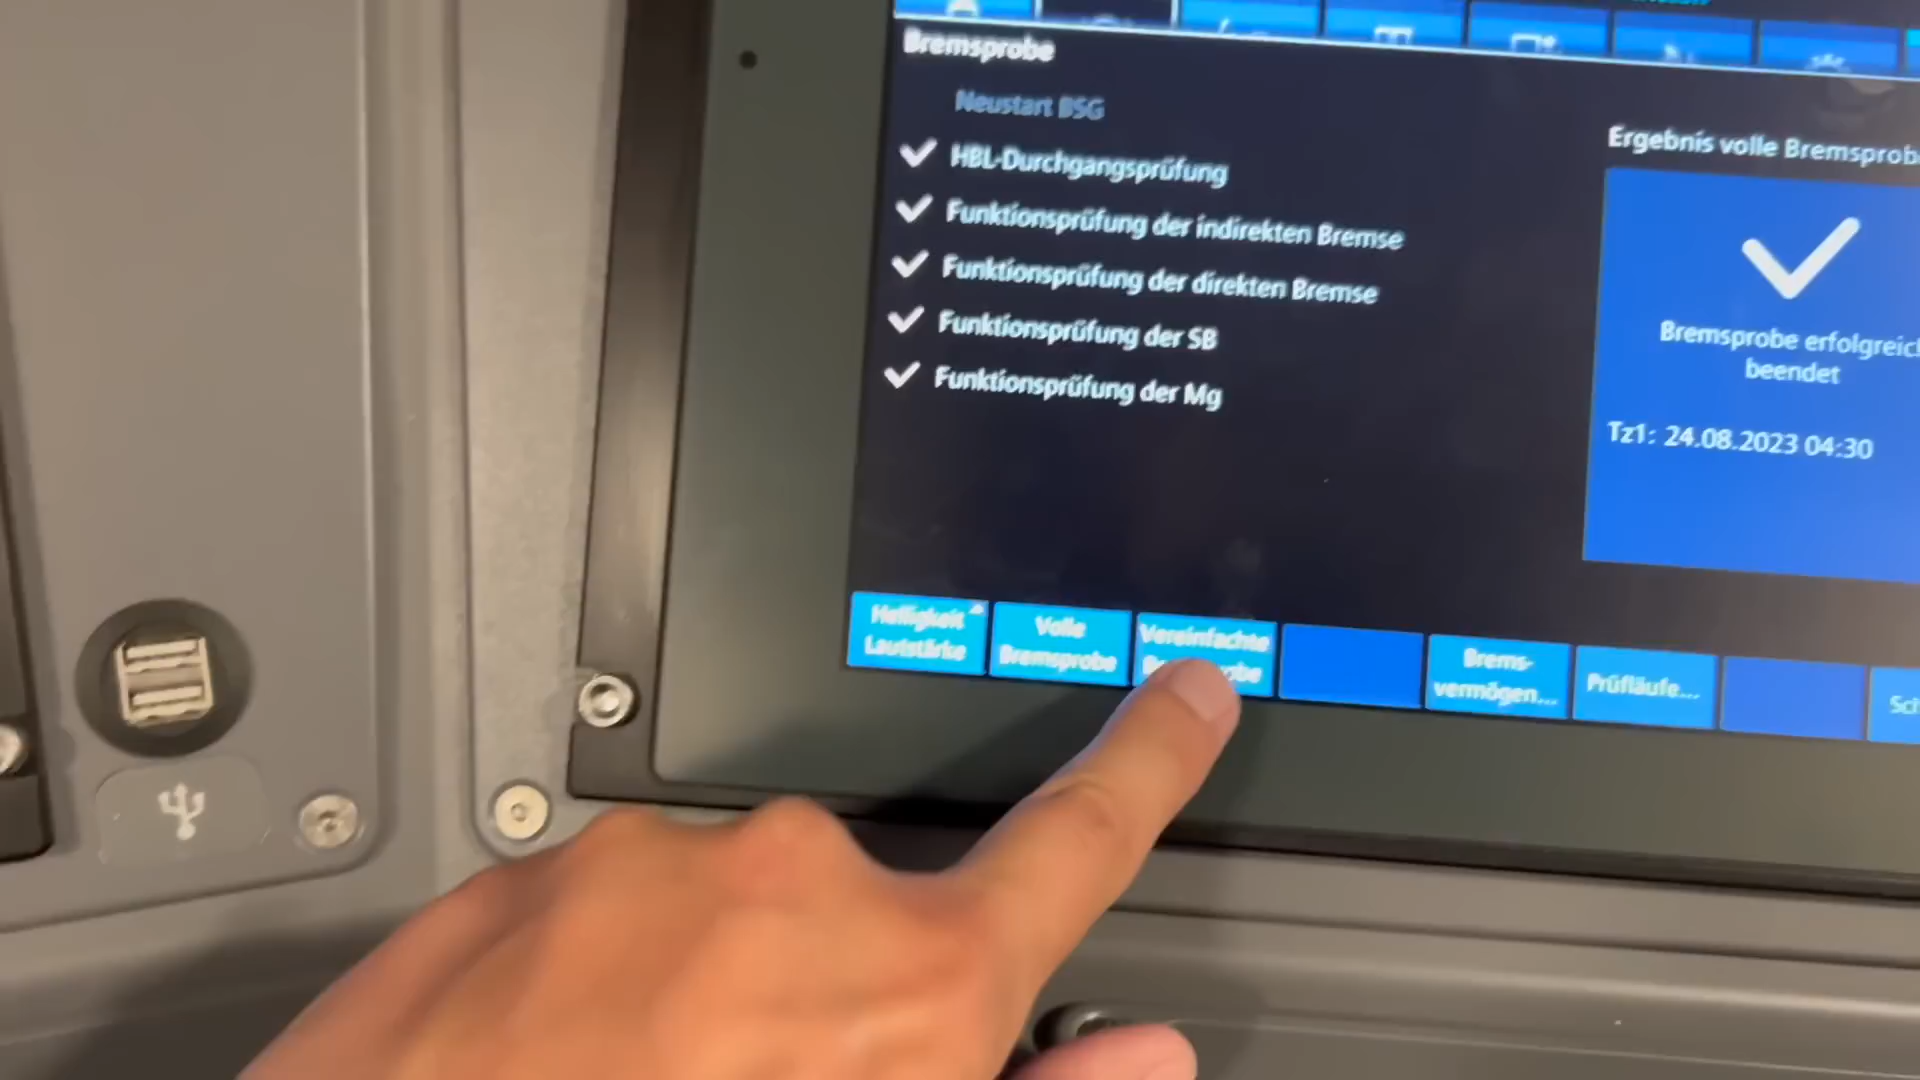 Bremsprobe
Neustart BSG
HBL-Durchgangsprüfung
Funktionsprüfung der indirekten Bremse
Funktionsprüfung der direkten Bremse
Funktionsprüfung der SB
Funktionsprüfung der Mg
Ergebnis volle Bremsprob
Bremsprobe erfolgreich
beendet
Tz1: 24.08.2023 04:30
Helligkeit
Lautstärke
Volle
Bremsprobe
Vereinfachte
Brems-
vermögen...
Prüfläufe...